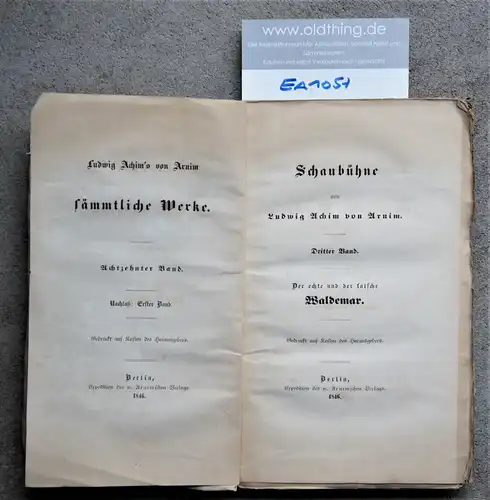 www.oldthing.de
EA1051
Ludwig Achim's von Arnim
sämmtliche Werke.
Achtzehnter Band.
Nachlaß: Erster Band.
Gedruckt auf Kosten des Herausgebers.
Berlin,
Expedition des v. Arnimschen Verlags.
1846.
Schaubühne
von
Ludwig Achim von Arnim.
Dritter Band.
Der echte und der falsche
Waldemar.
Gedruckt auf Kosten des Herausgebers.
Berlin,
Expedition des v. Arnimschen Verlags.
1846.